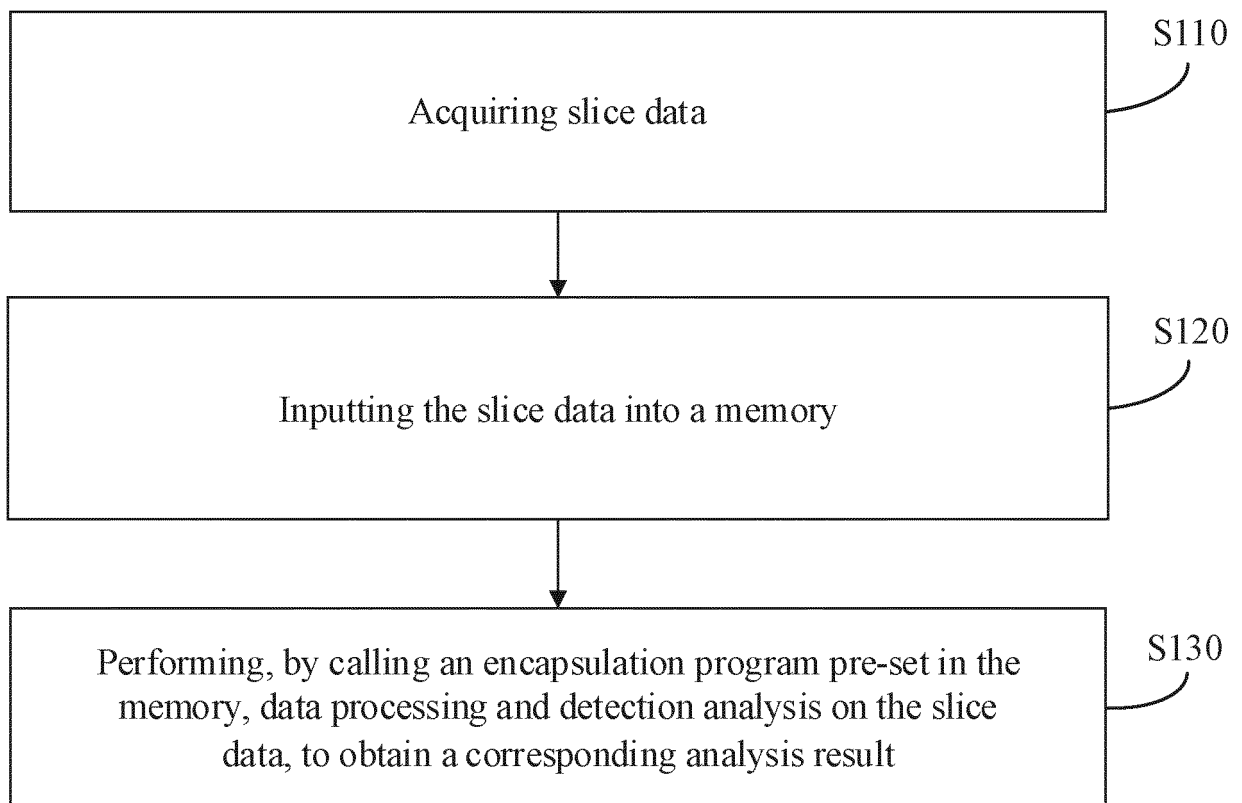 S110
Acquiring slice data
S120
Inputting the slice data into a memory
S130
Performing, by calling an encapsulation program pre-set in the
memory, data processing and detection analysis on the slice
data, to obtain a corresponding analysis result